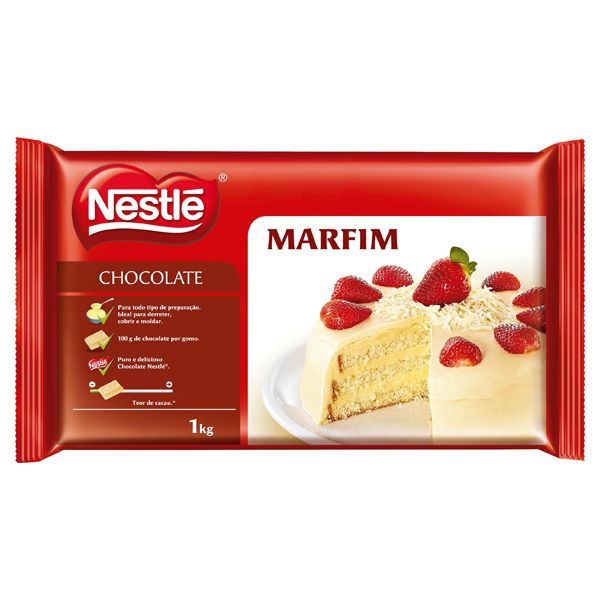 Nestlé®
MARFIM
CHOCOLATE
Para todo tipo de preparação.
Ideal para derreter,
cobrir e moldar.
100 g de chocolate por gomo.
Nestlé
Puro e delicioso
Chocolate Nestlé®.
Teor de cacau.*
1kg